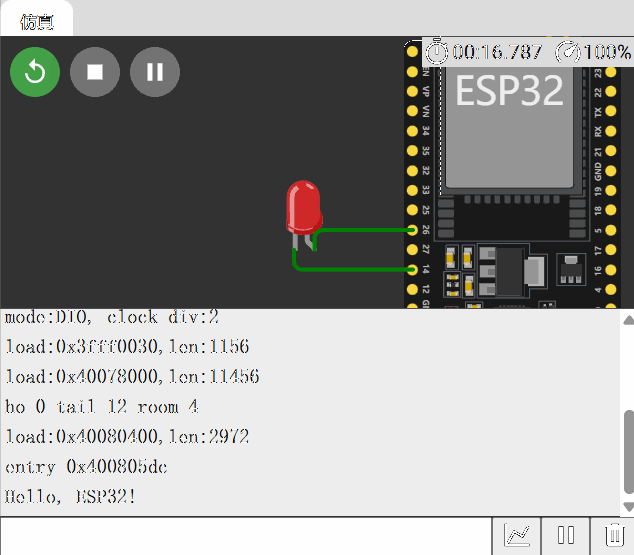 仿真
00:16.787 100%
ESP32
EN
VP
VN
34
35
32
33
25
26
27
14
12
23
22
TX
RX
21
GND
19
18
5
17
16
4
mode:DIO, clock div:2
load:0x3fff0030,len:1156
load:0x40078000,len:11456
ho 0 tail 12 room 4
load:0x40080400,len:2972
entry 0x400805dc
Hello, ESP32!